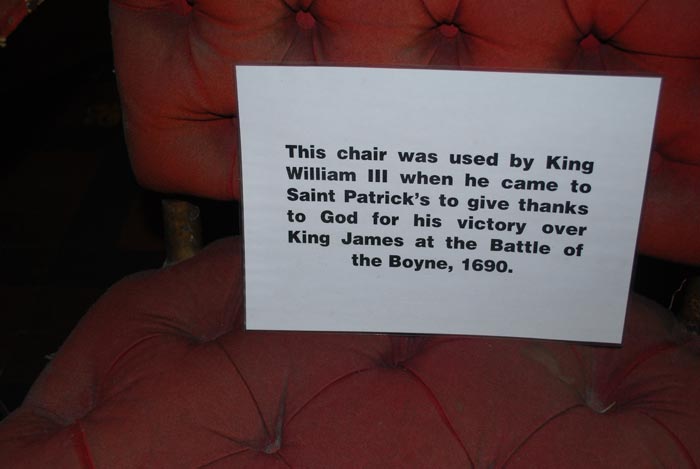 This chair was used by King
William III when he came to
Saint Patrick's to give thanks
to God for his victory over
King James at the Battle of
the Boyne, 1690.